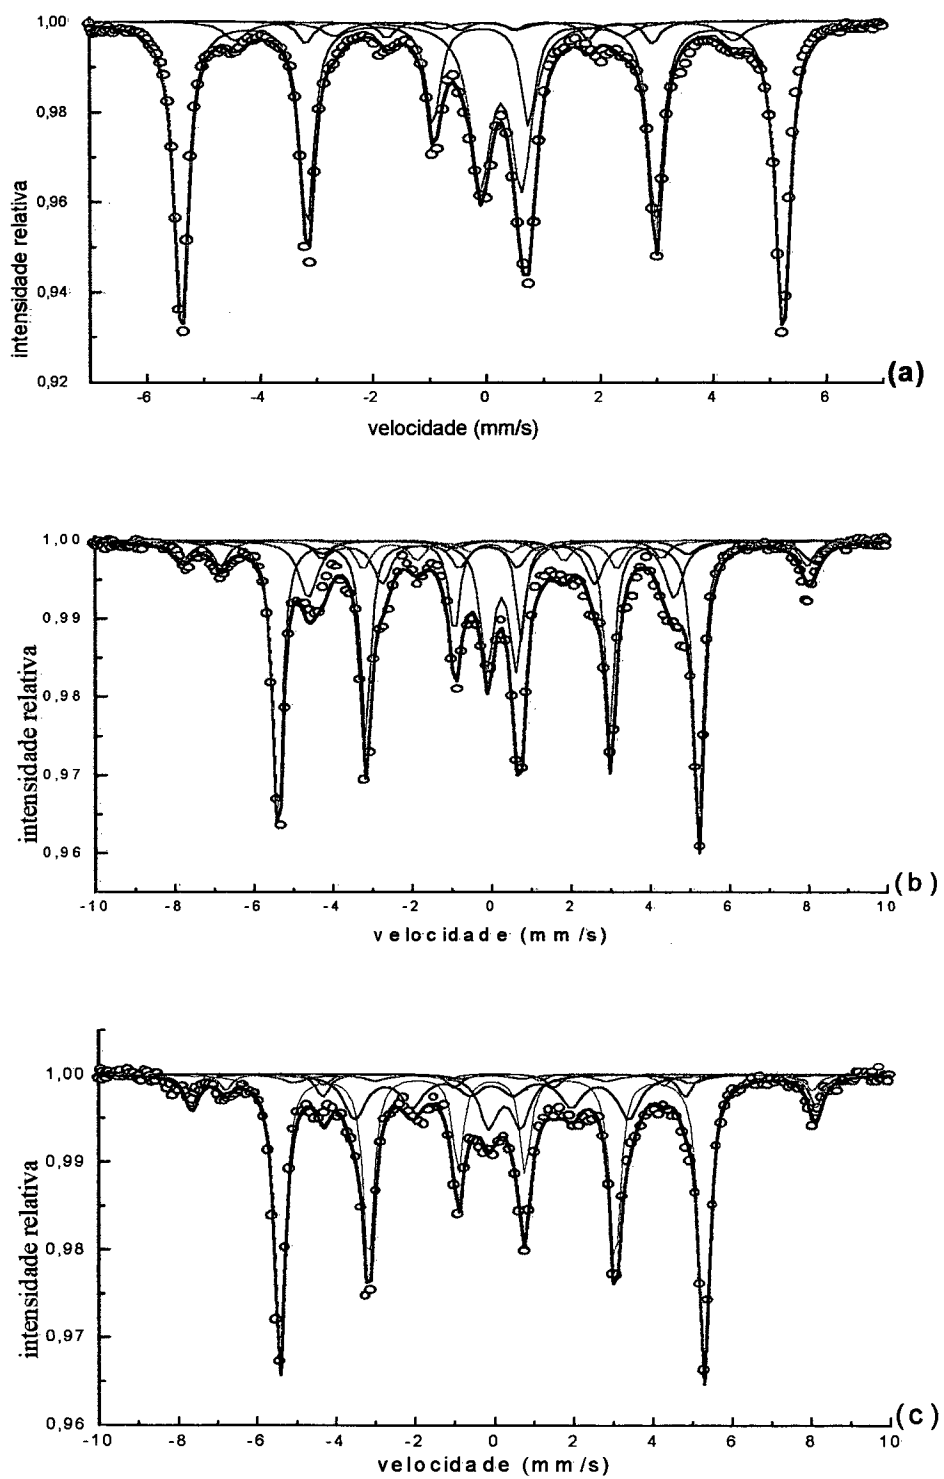 1,00
0,98
0,96
0,94
0,92
intensidade relativa
-6 -4 -2 0 2 4 6
velocidade (mm/s)
(a)
1,00
0,99
0,98
0,97
0,96
intensidade relativa
-10 -8 -6 -4 -2 0 2 4 6 8 10
velocidade (mm/s)
(b)
1,00
0,99
0,98
0,97
0,96
intensidade relativa
-10 -8 -6 -4 -2 0 2 4 6 8 10
velocidade (mm/s)
(c)